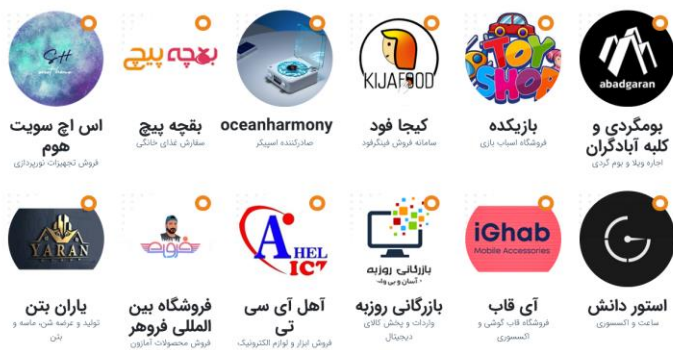 abadgaran
بومگردی و
کلبه آبادگران
اجاره ویلا و بوم گردی
TOY
SHOP
بازیکده
فروشگاه اسباب بازی
KIJAFOOD
کیجا فود
سامانه فروش فینگرفود
oceanharmony
صادرکننده اسپیکر
بقچه پیچ
بقچه پیچ
سفارش غذای خانگی
SH
اس اچ سویت
هوم
فروش تجهیزات نورپردازی
استور دانش
ساعت و اکسسوری
iGhab
Mobile Accessories
آی قاب
فروشگاه قاب گوشی و
اکسسوری
بازرگانی روزبه
بازرگانی روزبه
واردات و پخش کالای
دیجیتال
AHEL
ICT
آهل آی سی
تی
فروش ابزار و لوازم الکترونیک
فروهر
فروشگاه بین
المللی فروهر
فروش محصولات آمازون
YARAN
یاران بتن
تولید و عرضه شن، ماسه و
بتن